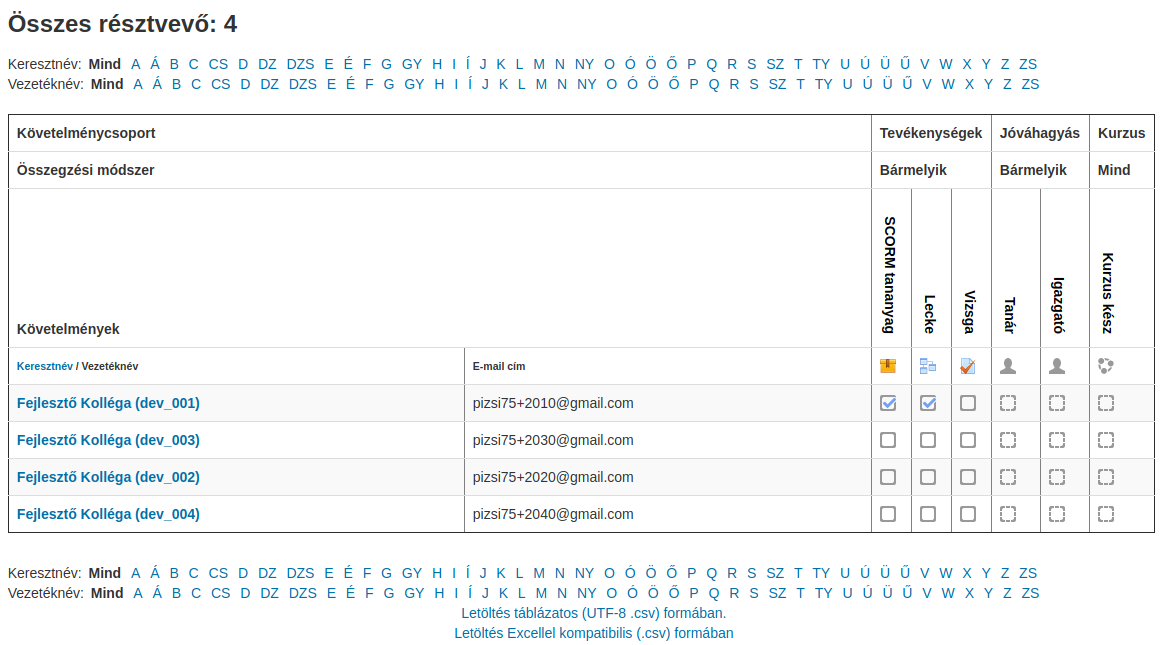 Összes résztvevő: 4
Keresztnév: Mind A Á B C CS D DZ DZS E É F G GY H I Í J K L M N NY O Ó Ö Ő P Q R S SZ T TY U Ú Ü Ű V W X Y Z ZS
Vezetéknév: Mind A Á B C CS D DZ DZS E É F G GY H I Í J K L M N NY O Ó Ö Ő P Q R S SZ T TY U Ú Ü Ű V W X Y Z ZS
Követelménycsoport Tevékenységek Jóváhagyás Kurzus
Összegzési módszer Bármelyik Bármelyik Mind
Követelmények SCORM tananyag Lecke Vizsga Tanár Igazgató Kurzus kész
Keresztnév / Vezetéknév E-mail cím
Fejlesztő Kolléga (dev_001) pizsi75+2010@gmail.com
Fejlesztő Kolléga (dev_003) pizsi75+2030@gmail.com
Fejlesztő Kolléga (dev_002) pizsi75+2020@gmail.com
Fejlesztő Kolléga (dev_004) pizsi75+2040@gmail.com
Keresztnév: Mind A Á B C CS D DZ DZS E É F G GY H I Í J K L M N NY O Ó Ö Ő P Q R S SZ T TY U Ú Ü Ű V W X Y Z ZS
Vezetéknév: Mind A Á B C CS D DZ DZS E É F G GY H I Í J K L M N NY O Ó Ö Ő P Q R S SZ T TY U Ú Ü Ű V W X Y Z ZS
Letöltés táblázatos (UTF-8 .csv) formában.
Letöltés Excellel kompatibilis (.csv) formában